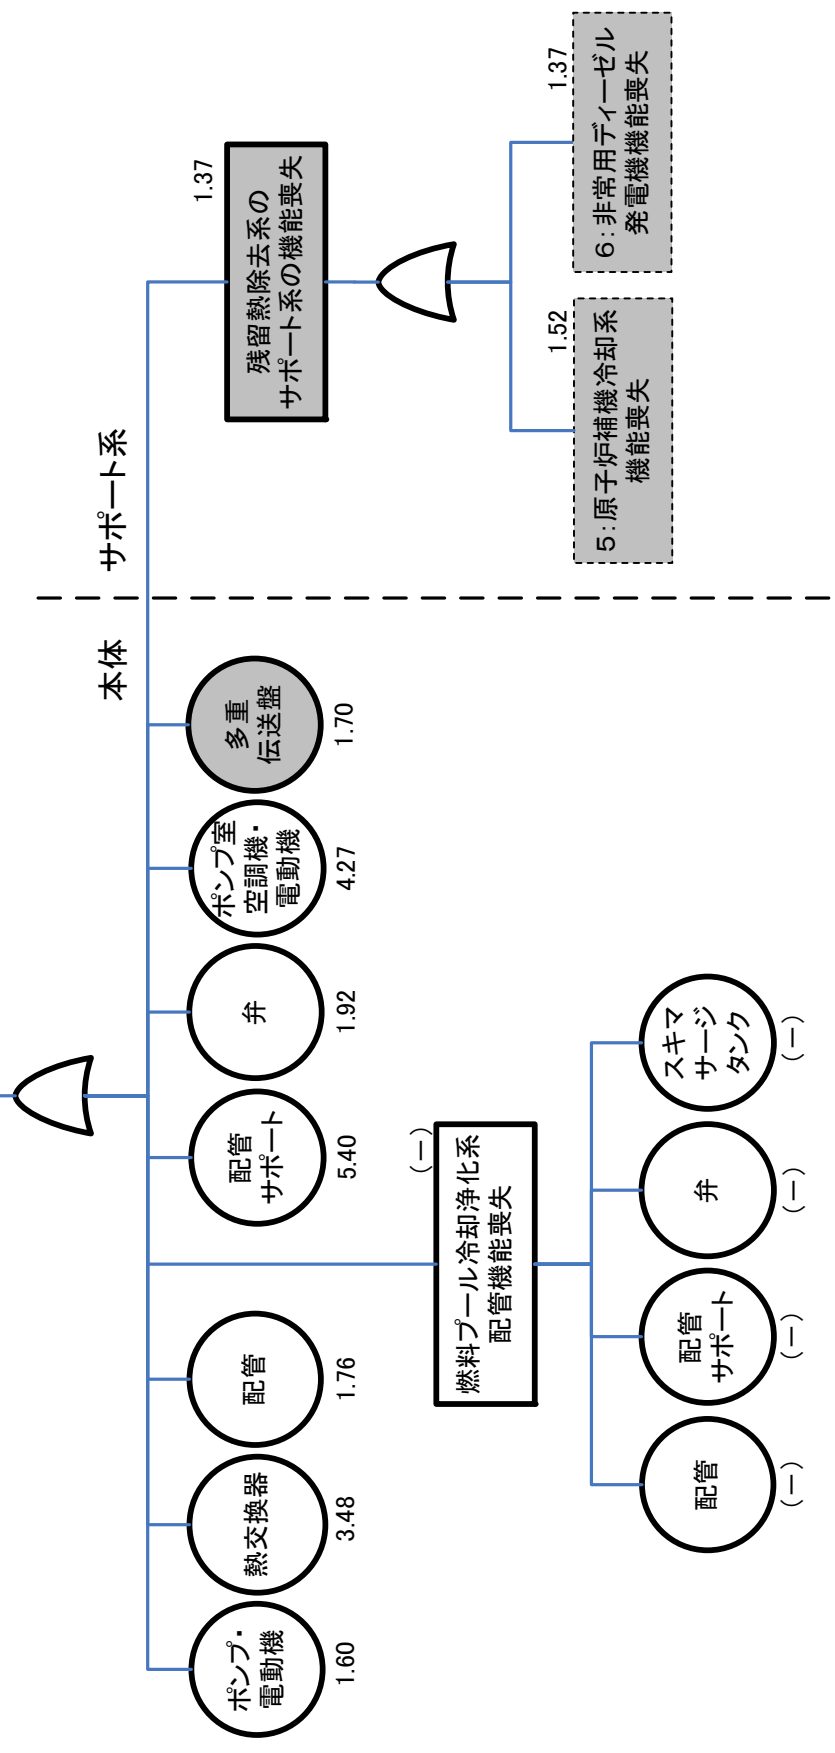 本体
サポート系
ポンプ・
電動機
1.60
熱交換器
3.48
配管
1.76
配管
サポート
5.40
弁
1.92
ポンプ室
空調機・
電動機
4.27
多重
伝送盤
1.70
1.37
残留熱除去系の
サポート系の機能喪失
(-)
燃料プール冷却浄化系
配管機能喪失
配管
(-)
配管
サポート
(-)
弁
(-)
スキマ
サージ
タンク
(-)
1.52
5:原子炉補機冷却系
機能喪失
1.37
6:非常用ディーゼル
発電機機能喪失